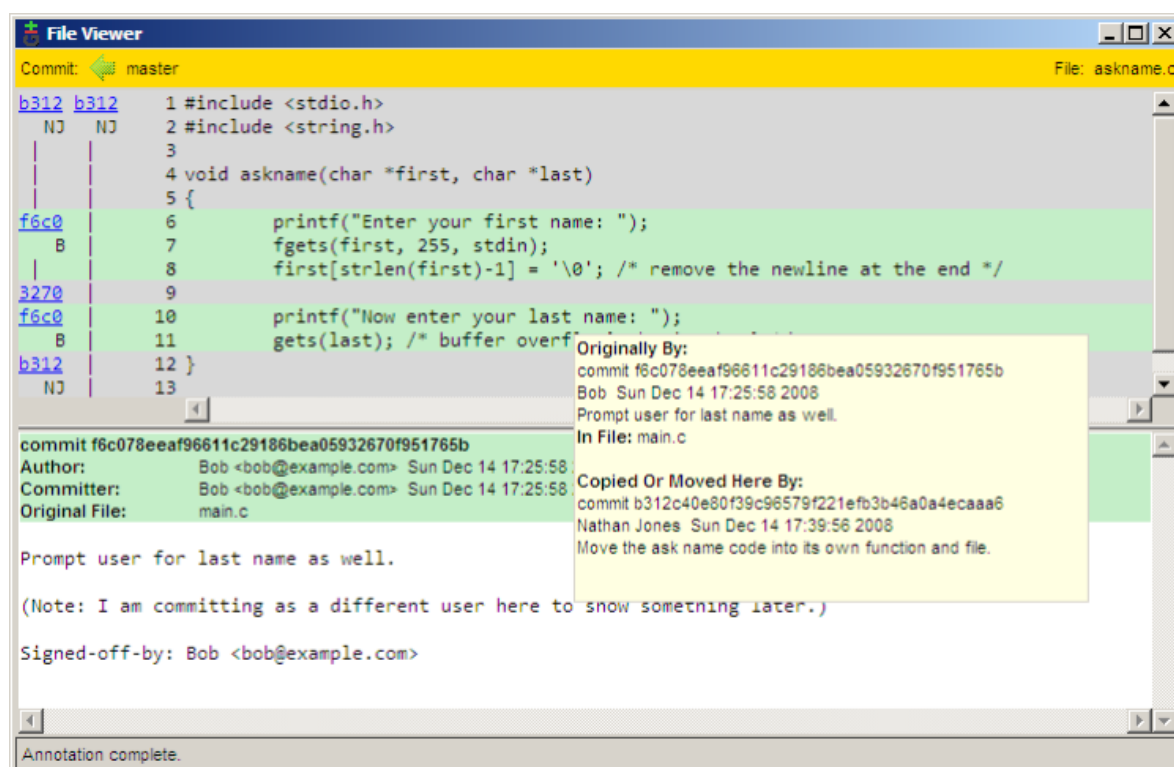 File Viewer
Commit: master File: askname.c
b312 b312 1 #include <stdio.h>
NJ NJ 2 #include <string.h>
| | 3
| | 4 void askname(char *first, char *last)
| | 5 {
f6c0 | 6 printf("Enter your first name: ");
B | 7 fgets(first, 255, stdin);
| | 8 first[strlen(first)-1] = '\0'; /* remove the newline at the end */
3270 | 9
f6c0 | 10 printf("Now enter your last name: ");
B | 11 gets(last); /* buffer overf
b312 | 12 }
NJ | 13
Originally By:
commit f6c078eeaf96611c29186bea05932670f951765b
Bob Sun Dec 14 17:25:58 2008
Prompt user for last name as well.
In File: main.c
Copied Or Moved Here By:
commit b312c40e80f39c96579f221efb3b46a0a4ecaaa6
Nathan Jones Sun Dec 14 17:39:56 2008
Move the ask name code into its own function and file.
commit f6c078eeaf96611c29186bea05932670f951765b
Author: Bob <bob@example.com> Sun Dec 14 17:25:58
Committer: Bob <bob@example.com> Sun Dec 14 17:25:58
Original File: main.c
Prompt user for last name as well.
(Note: I am committing as a different user here to show something later.)
Signed-off-by: Bob <bob@example.com>
Annotation complete.